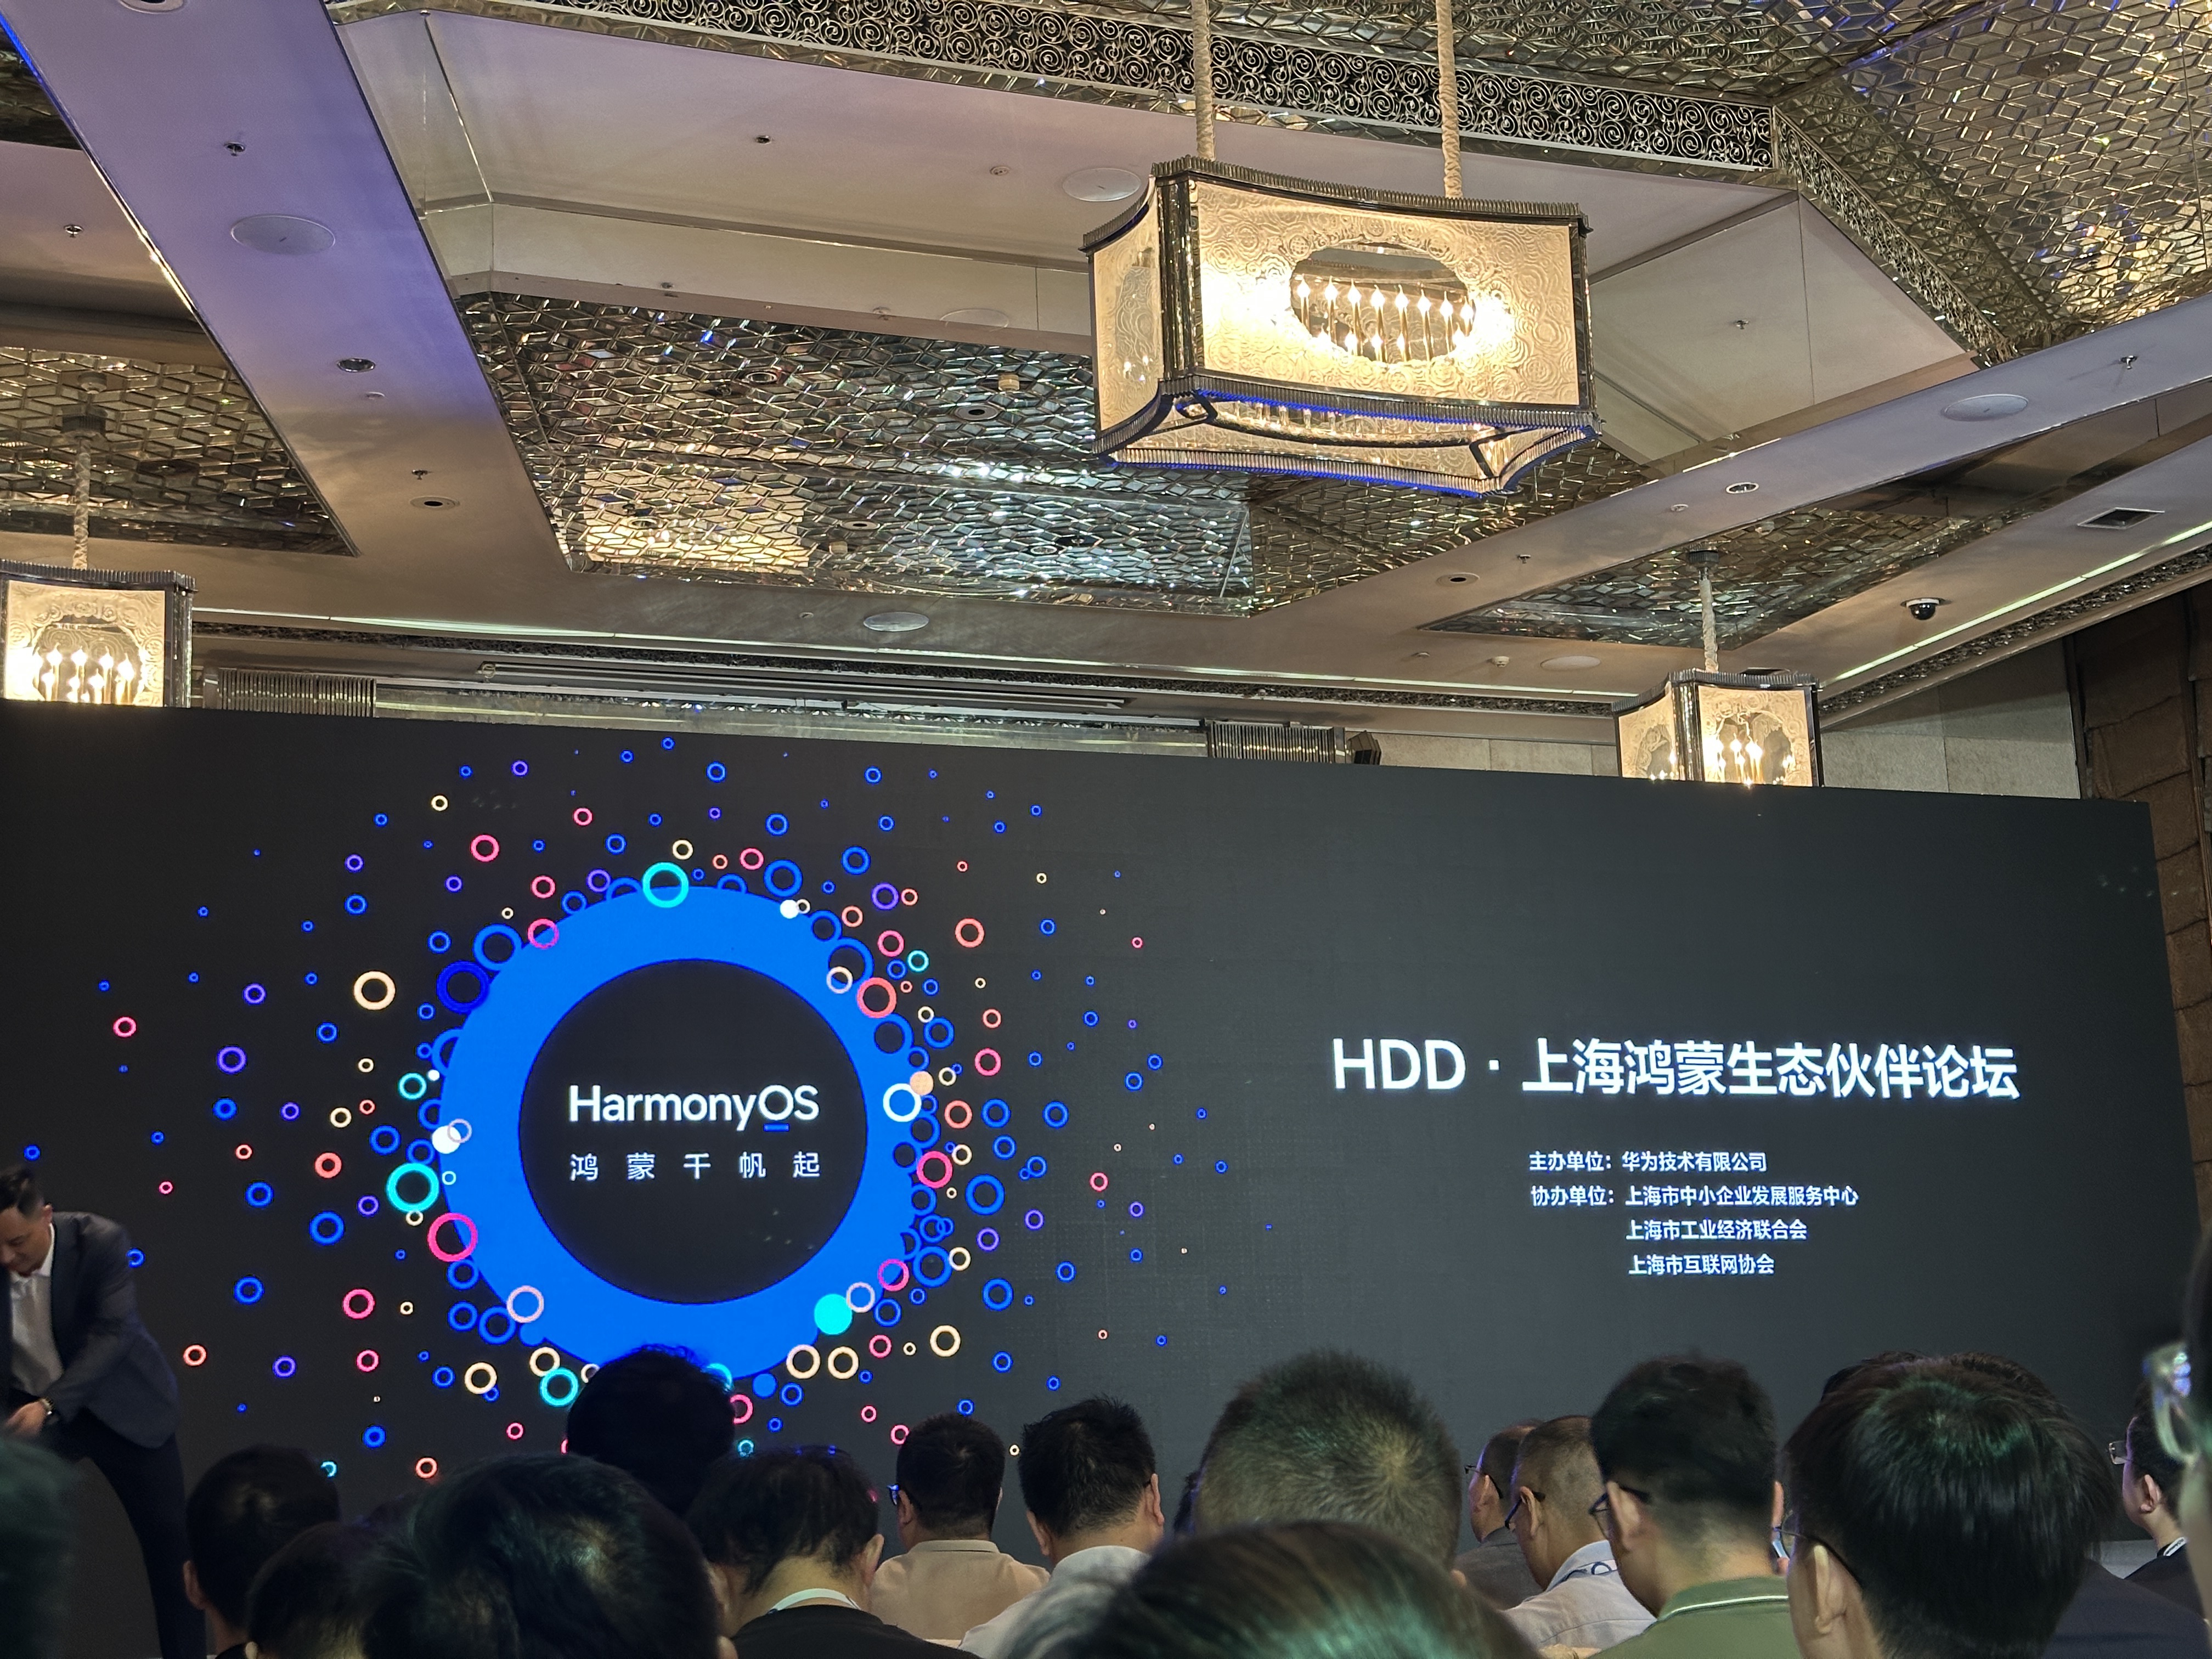 HarmonyOS
鸿蒙千帆起
HDD · 上海鸿蒙生态伙伴论坛
主办单位：华为技术有限公司
协办单位：上海市中小企业发展服务中心
上海市工业经济联合会
上海市互联网协会